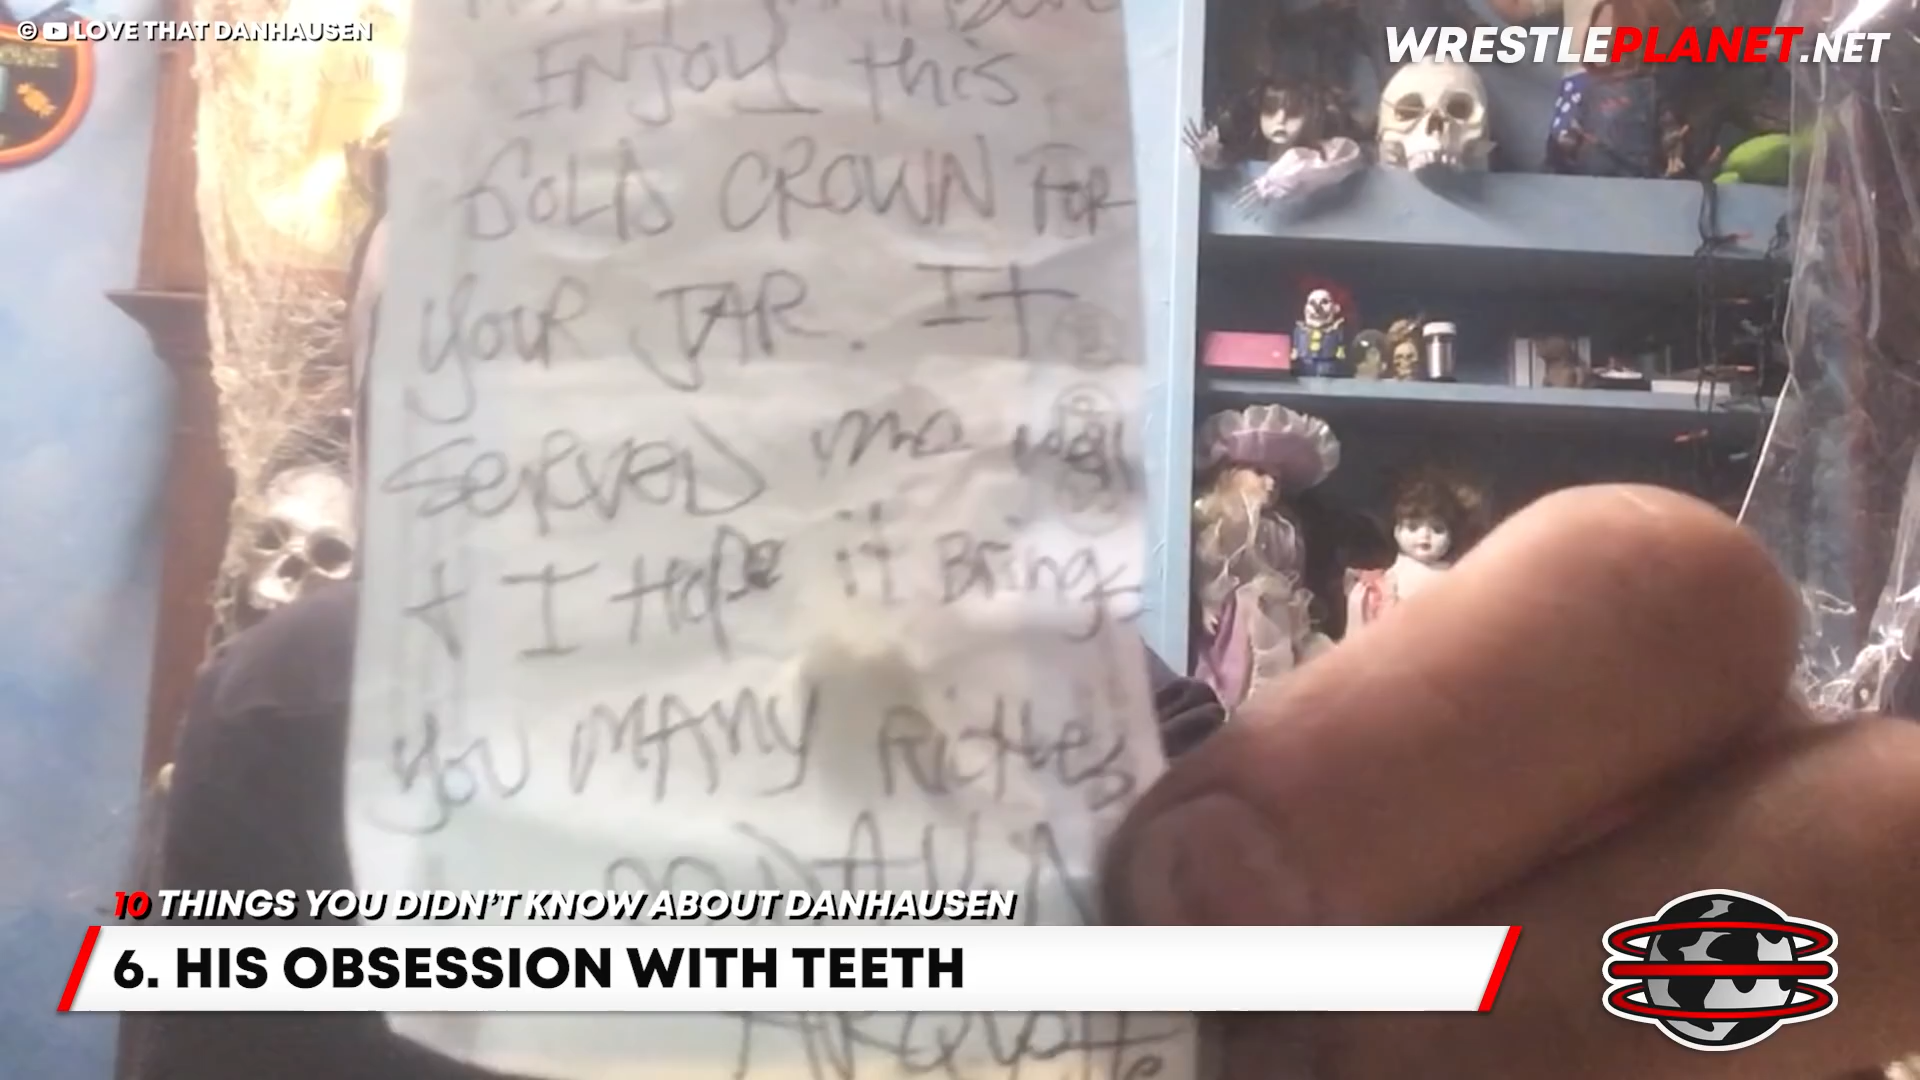 © LOVE THAT DANHAUSEN
WRESTLEPLANET.NET
ENJOY this
GOLD CROWN FOR
YOUR JAR. It
SERVED me well
+ I Hope it Brings
YOU MANY RicHes
ARQUette
10 THINGS YOU DIDN'T KNOW ABOUT DANHAUSEN
6. HIS OBSESSION WITH TEETH